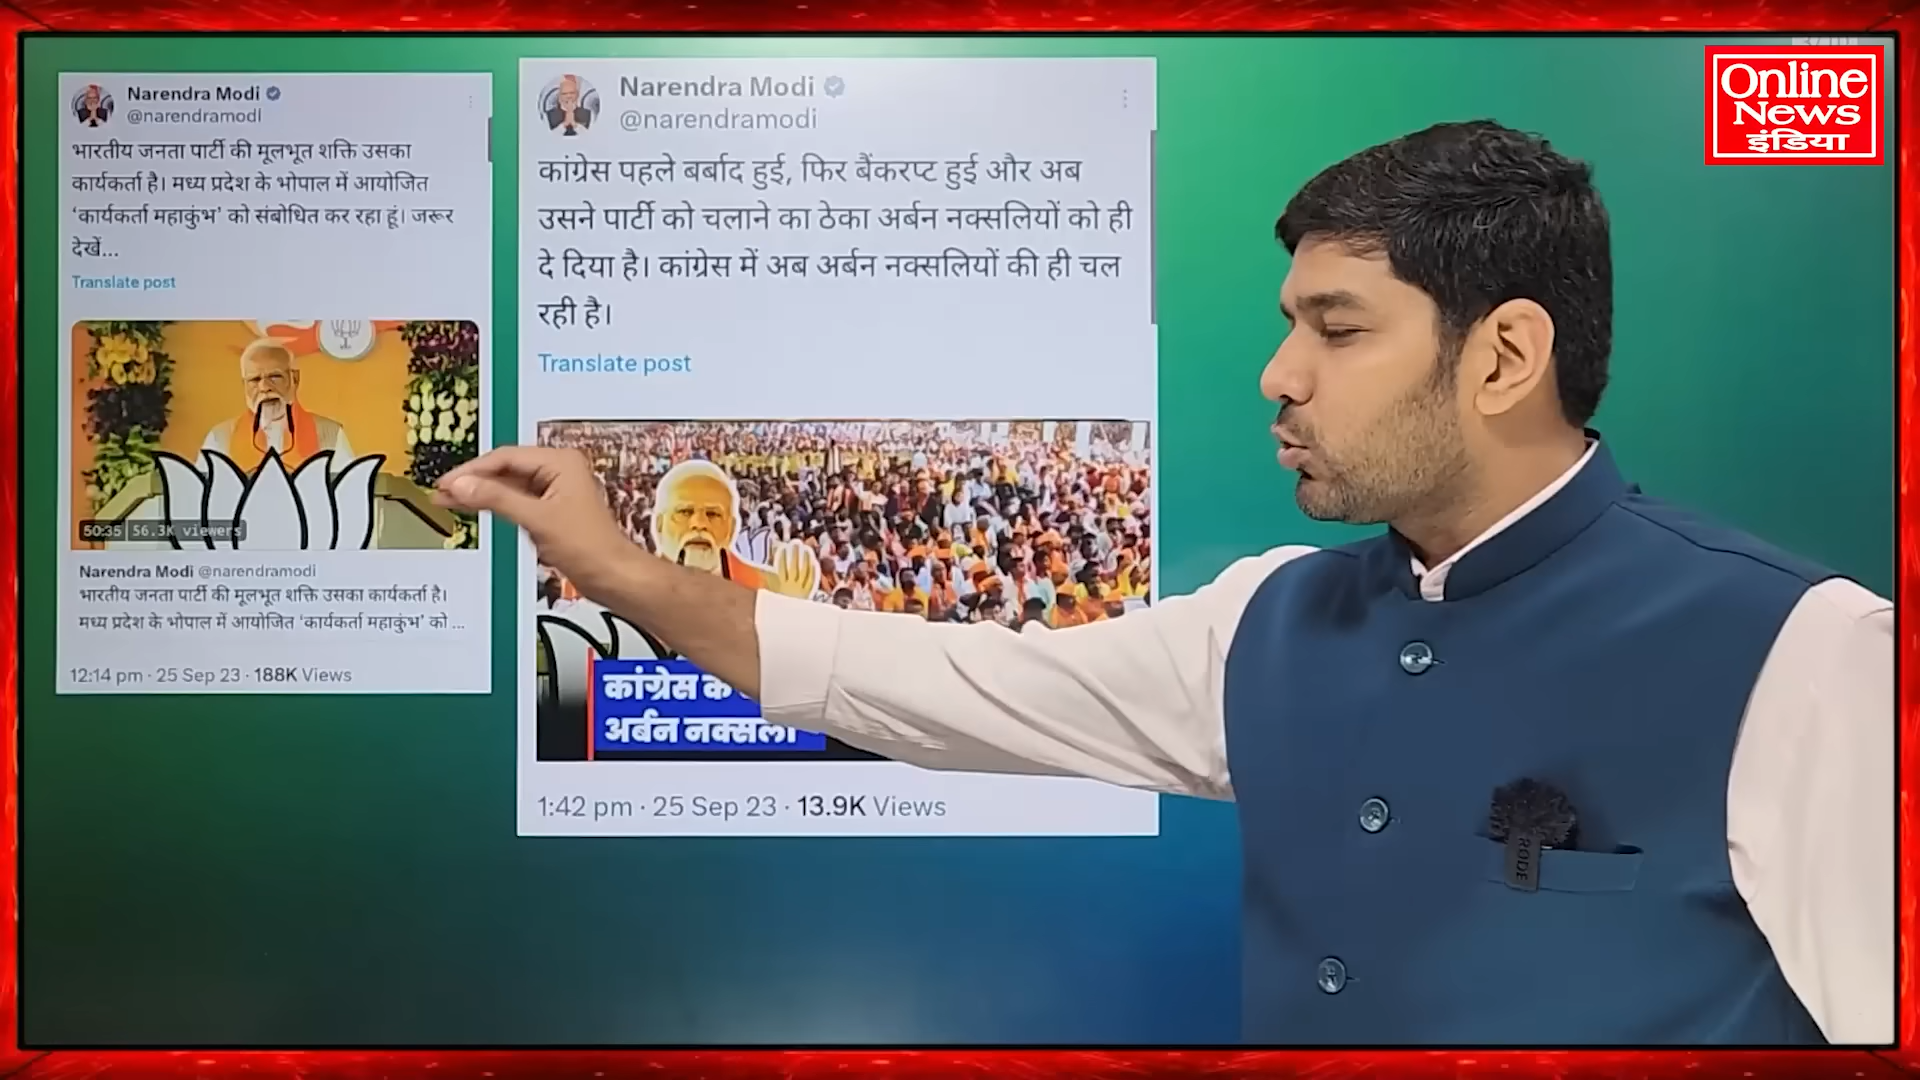 Narendra Modi
@narendramodi
भारतीय जनता पार्टी की मूलभूत शक्ति उसका
कार्यकर्ता है। मध्य प्रदेश के भोपाल में आयोजित
‘कार्यकर्ता महाकुंभ’ को संबोधित कर रहा हूं। जरूर
देखें...
Translate post
50:35 56.3K viewers
Narendra Modi @narendramodi
भारतीय जनता पार्टी की मूलभूत शक्ति उसका कार्यकर्ता है।
मध्य प्रदेश के भोपाल में आयोजित ‘कार्यकर्ता महाकुंभ’ को ...
12:14 pm · 25 Sep 23 · 188K Views
Narendra Modi
@narendramodi
कांग्रेस पहले बर्बाद हुई, फिर बैंकरप्ट हुई और अब
उसने पार्टी को चलाने का ठेका अर्बन नक्सलियों को ही
दे दिया है। कांग्रेस में अब अर्बन नक्सलियों की ही चल
रही है।
Translate post
कांग्रेस
अर्बन
1:42 pm · 25 Sep 23 · 13.9K Views
Online
News
इंडिया
RODE